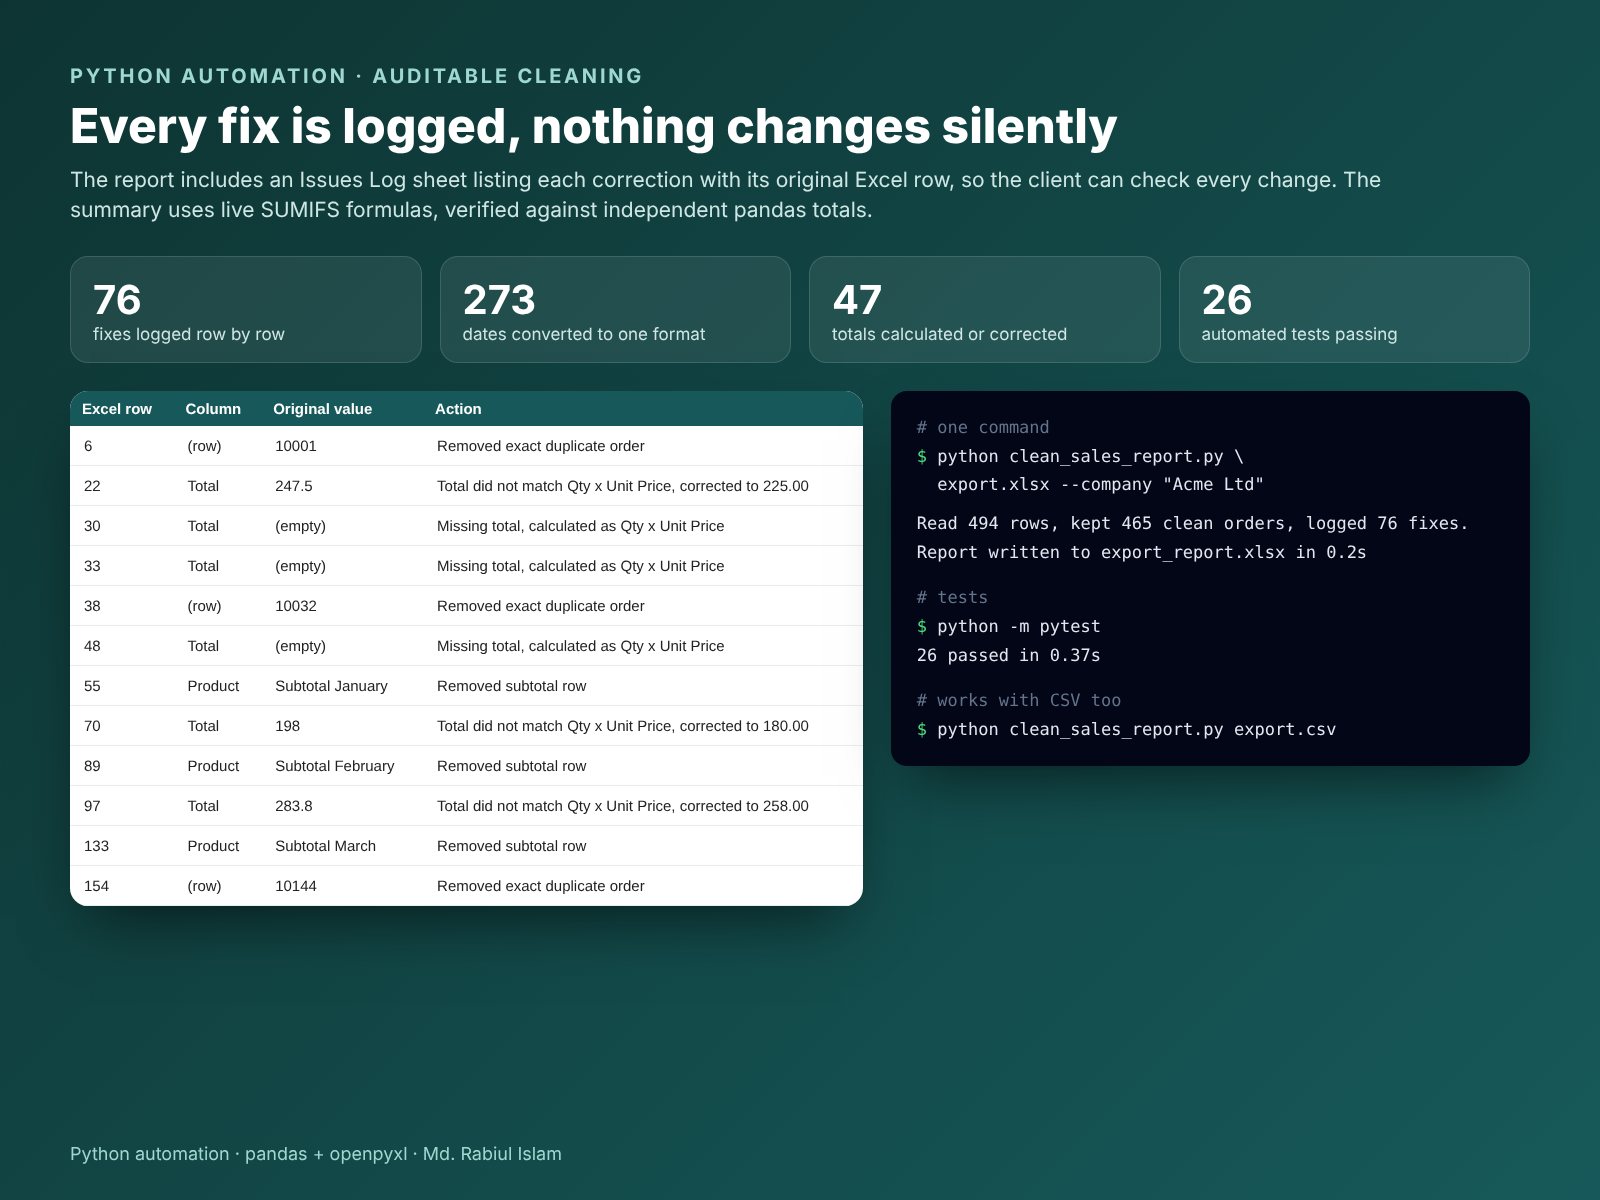 PYTHON AUTOMATION · AUDITABLE CLEANING
Every fix is logged, nothing changes silently
The report includes an Issues Log sheet listing each correction with its original Excel row, so the client can check every change. The
summary uses live SUMIFS formulas, verified against independent pandas totals.
76
fixes logged row by row
273
dates converted to one format
47
totals calculated or corrected
26
automated tests passing
Excel row Column Original value Action
6 (row) 10001 Removed exact duplicate order
22 Total 247.5 Total did not match Qty x Unit Price, corrected to 225.00
30 Total (empty) Missing total, calculated as Qty x Unit Price
33 Total (empty) Missing total, calculated as Qty x Unit Price
38 (row) 10032 Removed exact duplicate order
48 Total (empty) Missing total, calculated as Qty x Unit Price
55 Product Subtotal January Removed subtotal row
70 Total 198 Total did not match Qty x Unit Price, corrected to 180.00
89 Product Subtotal February Removed subtotal row
97 Total 283.8 Total did not match Qty x Unit Price, corrected to 258.00
133 Product Subtotal March Removed subtotal row
154 (row) 10144 Removed exact duplicate order
# one command
$ python clean_sales_report.py \
export.xlsx --company "Acme Ltd"
Read 494 rows, kept 465 clean orders, logged 76 fixes.
Report written to export_report.xlsx in 0.2s
# tests
$ python -m pytest
26 passed in 0.37s
# works with CSV too
$ python clean_sales_report.py export.csv
Python automation · pandas + openpyxl · Md. Rabiul Islam